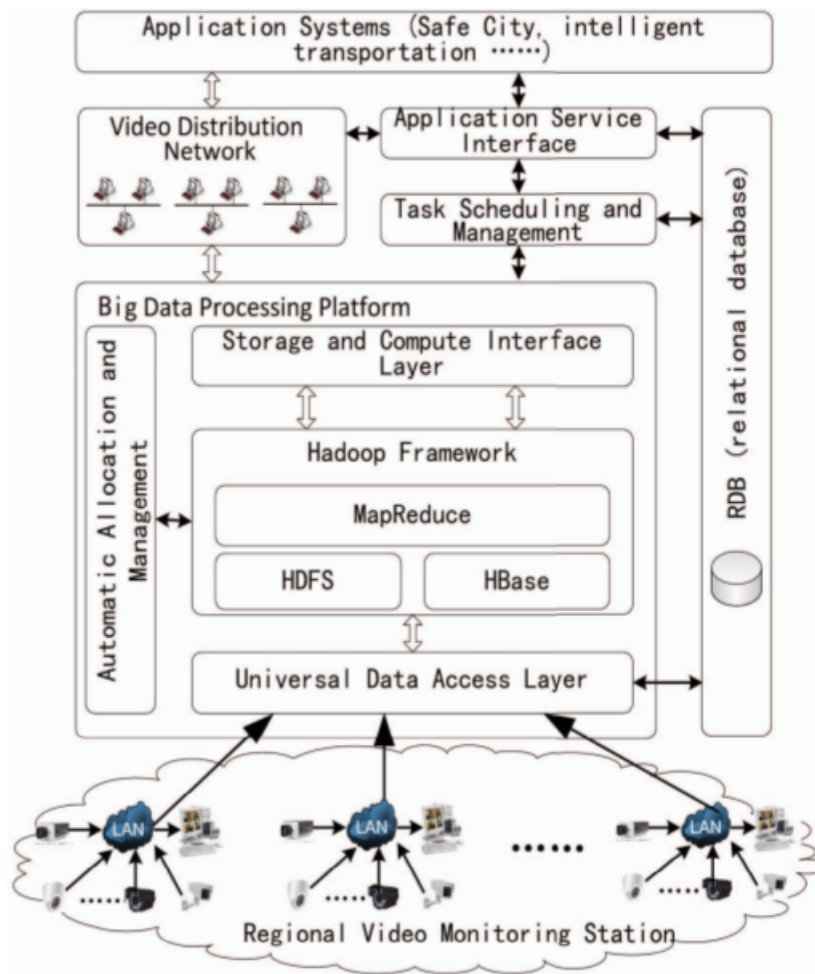 Application Systems (Safe City, intelligent
transportation ……)
Video Distribution
Network
Application Service
Interface
Task Scheduling and
Management
RDB (relational database)
Big Data Processing Platform
Automatic Allocation and
Management
Storage and Compute Interface
Layer
Hadoop Framework
MapReduce
HDFS
HBase
Universal Data Access Layer
LAN
LAN
LAN
……
……
……
……
Regional Video Monitoring Station